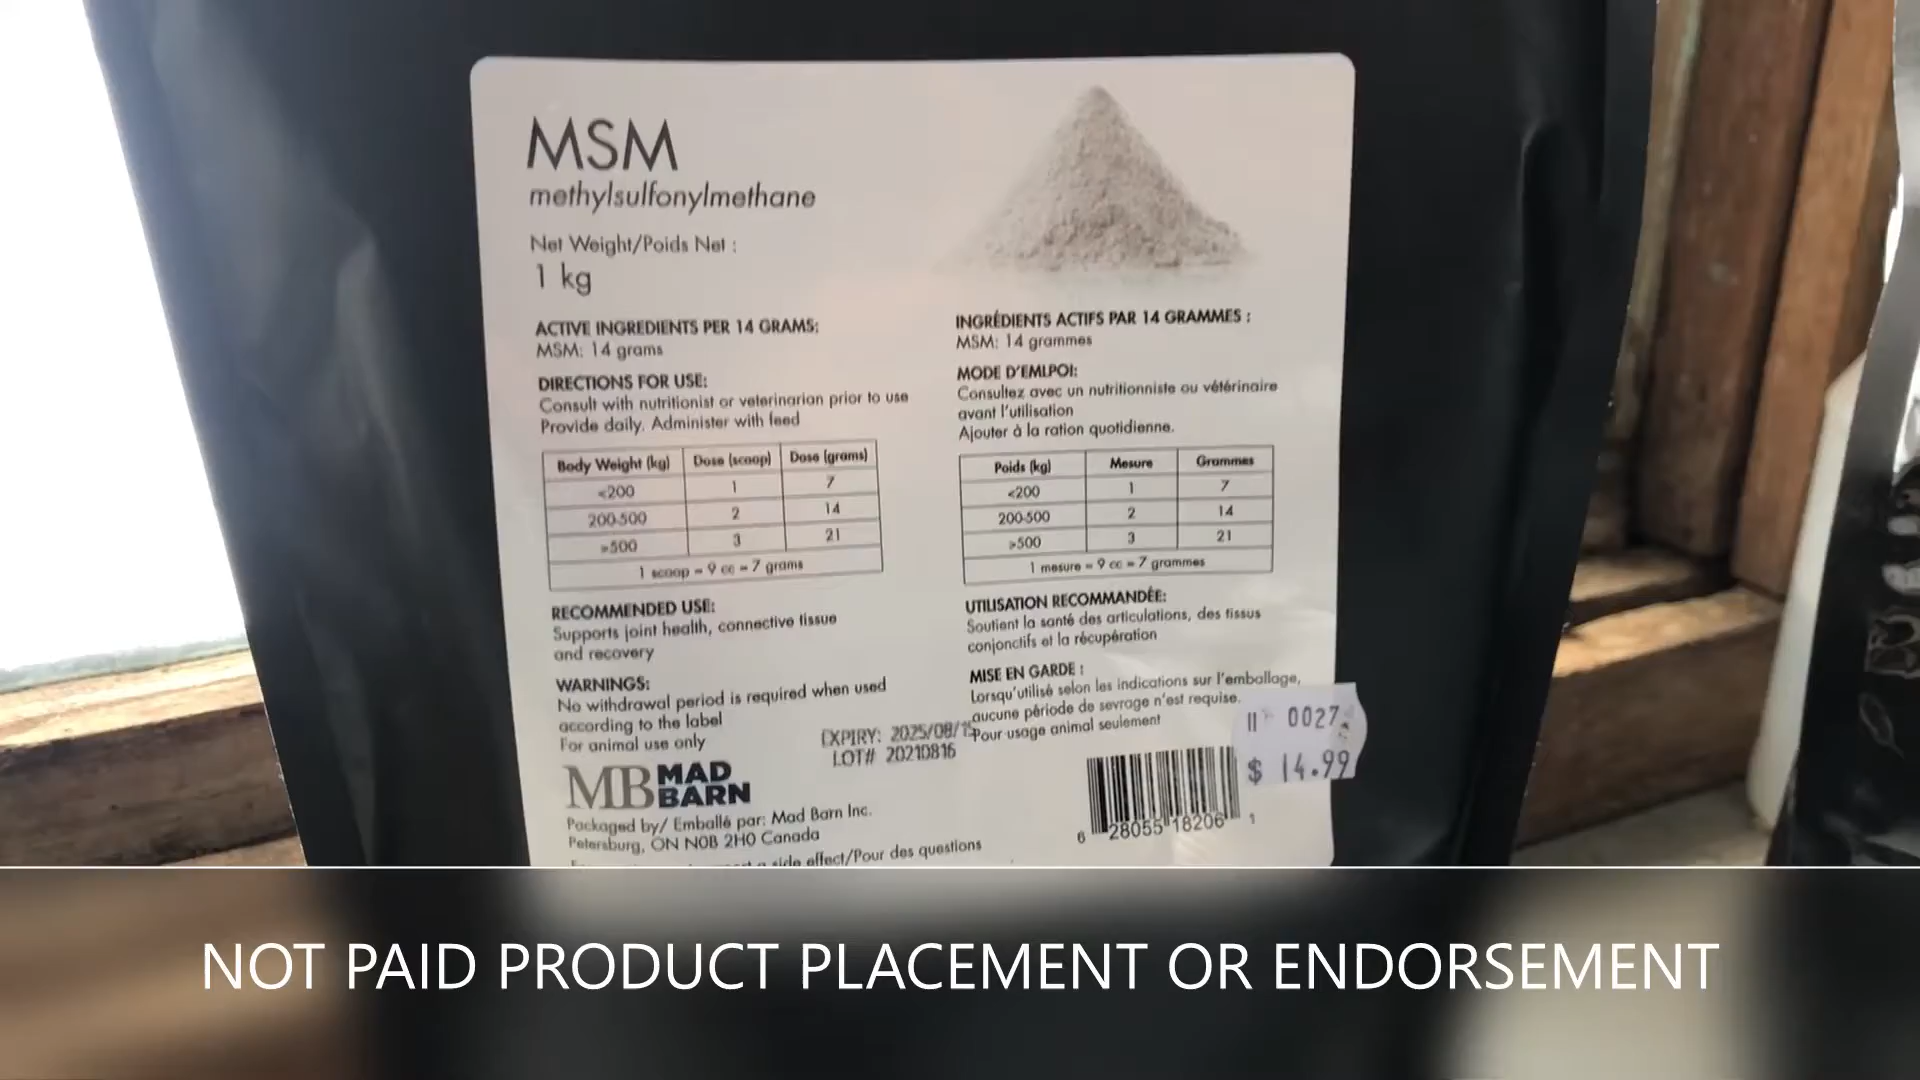 MSM
methylsulfonylmethane
Net Weight/Poids Net :
1 kg
ACTIVE INGREDIENTS PER 14 GRAMS:
MSM: 14 grams
DIRECTIONS FOR USE:
Consult with nutritionist or veterinarian prior to use
Provide daily. Administer with feed
Body Weight (kg) Dose (scoop) Dose (grams)
<200 1 7
200-500 2 14
>500 3 21
1 scoop = 9 cc = 7 grams
RECOMMENDED USE:
Supports joint health, connective tissue
and recovery
WARNINGS:
No withdrawal period is required when used
according to the label
For animal use only
INGRÉDIENTS ACTIFS PAR 14 GRAMMES :
MSM: 14 grammes
MODE D'EMLPOI:
Consultez avec un nutritionniste ou vétérinaire
avant l'utilisation
Ajouter à la ration quotidienne.
Poids (kg) Mesure Grammes
<200 1 7
200-500 2 14
>500 3 21
1 mesure = 9 cc = 7 grammes
UTILISATION RECOMMANDÉE:
Soutient la santé des articulations, des tissus
conjonctifs et la récupération
MISE EN GARDE :
Lorsqu'utilisé selon les indications sur l'emballage,
aucune période de sevrage n'est requise.
Pour usage animal seulement
EXPIRY: 2025/08/15
LOT# 20210816
MB MAD
BARN
Packaged by/ Emballé par: Mad Barn Inc.
Petersburg, ON N0B 2H0 Canada
side effect/Pour des questions
6 28055 18206 1
0027
$ 14.99
NOT PAID PRODUCT PLACEMENT OR ENDORSEMENT